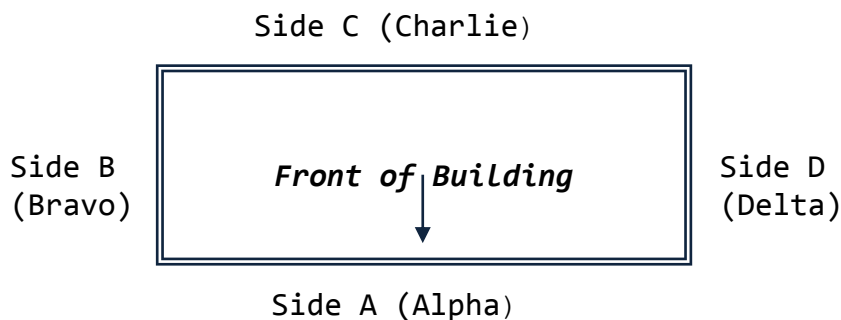 Side C (Charlie)
Side B
(Bravo)
Front of Building
Side D
(Delta)
Side A (Alpha)